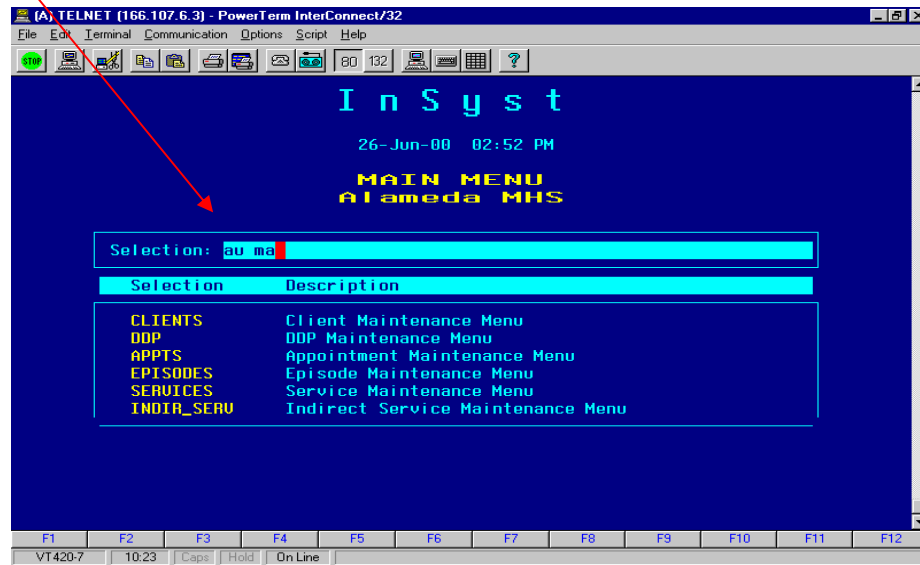 (A) TELNET (166.107.6.3) - PowerTerm InterConnect/32
File Edit Terminal Communication Options Script Help
STOP 80 132 ?
InSyst
26-Jun-00 02:52 PM
MAIN MENU
Alameda MHS
Selection: au ma
Selection Description
CLIENTS Client Maintenance Menu
DDP DDP Maintenance Menu
APPTS Appointment Maintenance Menu
EPISODES Episode Maintenance Menu
SERVICES Service Maintenance Menu
INDIR_SERV Indirect Service Maintenance Menu
F1 F2 F3 F4 F5 F6 F7 F8 F9 F10 F11 F12
VT420-7 10:23 Caps Hold On Line